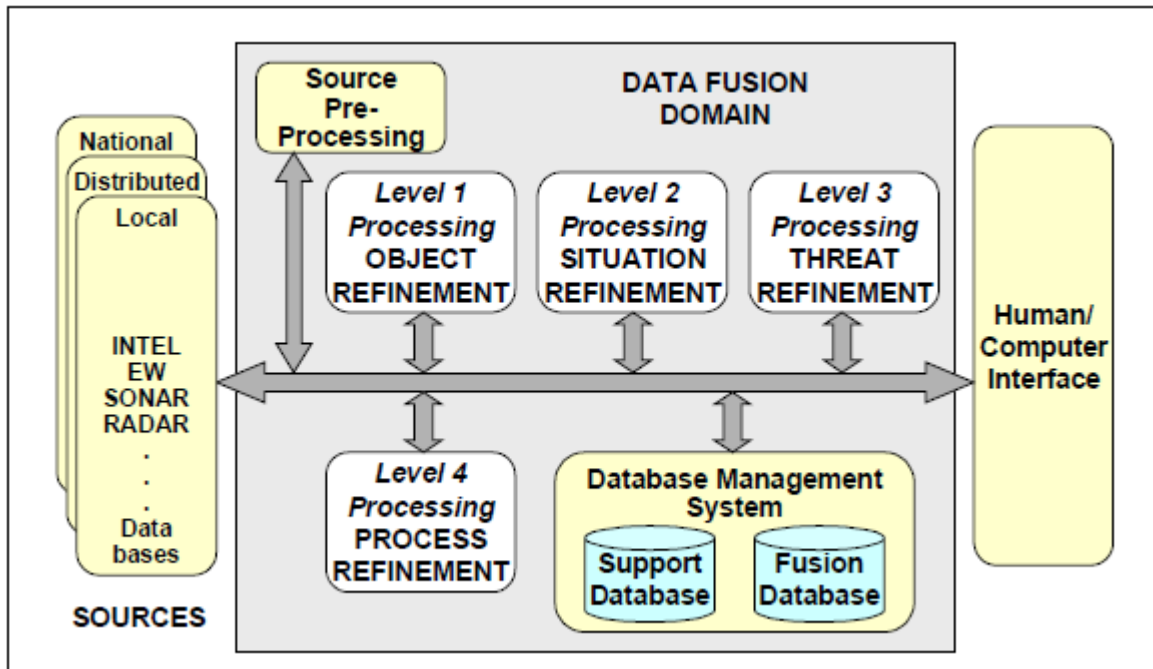 National
Distributed
Local
INTEL
EW
SONAR
RADAR
.
.
.
Data
bases
SOURCES
Source
Pre-
Processing
DATA FUSION
DOMAIN
Level 1
Processing
OBJECT
REFINEMENT
Level 2
Processing
SITUATION
REFINEMENT
Level 3
Processing
THREAT
REFINEMENT
Level 4
Processing
PROCESS
REFINEMENT
Database Management
System
Support
Database
Fusion
Database
Human/
Computer
Interface